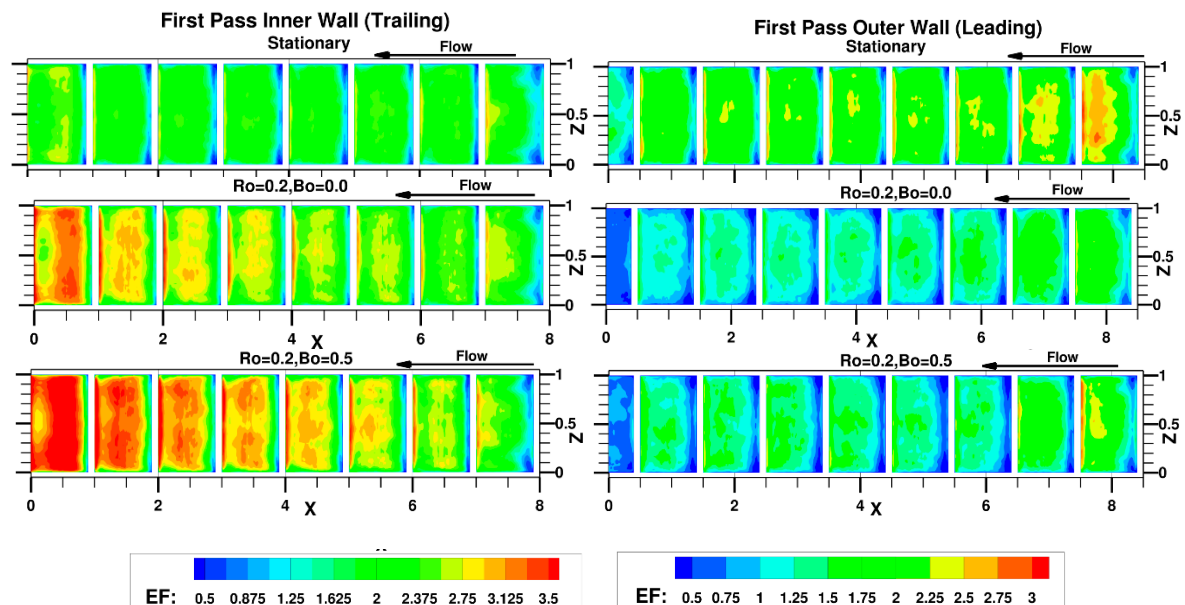 First Pass Inner Wall (Trailing)
Stationary
Flow
1
0.5
0
Z
Ro=0.2,Bo=0.0
Flow
1
0.5
0
Z
0 2 4 6 8
X
Ro=0.2,Bo=0.5
Flow
1
0.5
0
Z
0 2 4 6 8
X
EF: 0.5 0.875 1.25 1.625 2 2.375 2.75 3.125 3.5
First Pass Outer Wall (Leading)
Stationary
Flow
1
0.5
0
Z
Ro=0.2,Bo=0.0
Flow
1
0.5
0
Z
0 2 4 6 8
X
Ro=0.2,Bo=0.5
Flow
1
0.5
0
Z
0 2 4 6 8
X
EF: 0.5 0.75 1 1.25 1.5 1.75 2 2.25 2.5 2.75 3